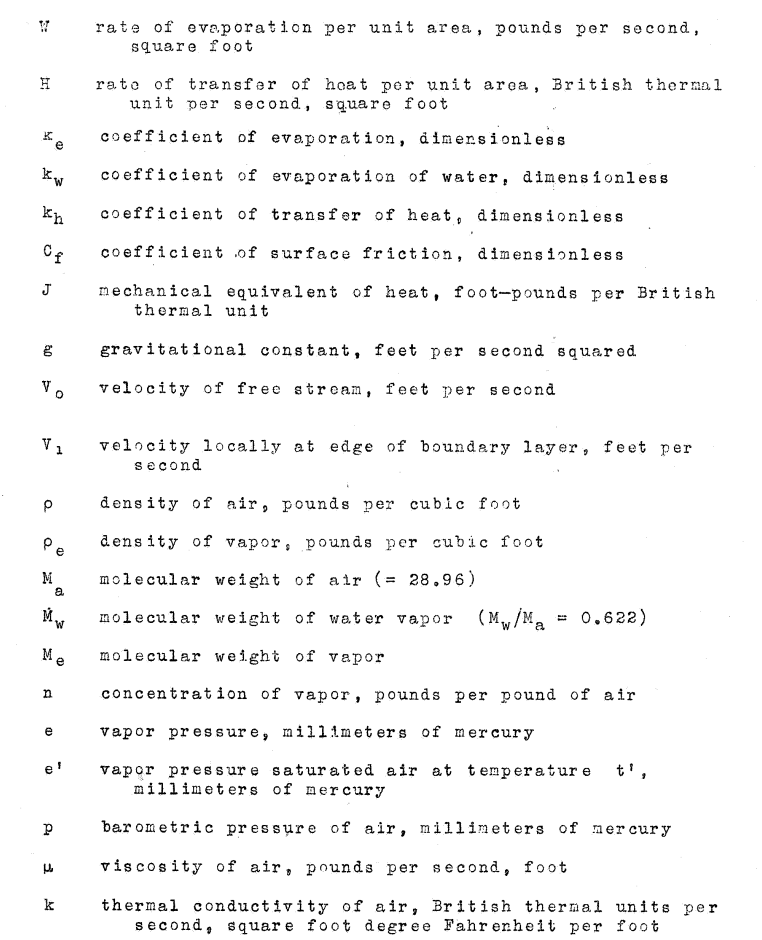 W rate of evaporation per unit area, pounds per second,
square foot
H rate of transfer of heat per unit area, British thermal
unit per second, square foot
K_e coefficient of evaporation, dimensionless
k_w coefficient of evaporation of water, dimensionless
k_h coefficient of transfer of heat, dimensionless
C_f coefficient of surface friction, dimensionless
J mechanical equivalent of heat, foot-pounds per British
thermal unit
g gravitational constant, feet per second squared
V_o velocity of free stream, feet per second
V_1 velocity locally at edge of boundary layer, feet per
second
ρ density of air, pounds per cubic foot
ρ_e density of vapor, pounds per cubic foot
M_a molecular weight of air (= 28.96)
M_w molecular weight of water vapor (M_w/M_a = 0.622)
M_e molecular weight of vapor
n concentration of vapor, pounds per pound of air
e vapor pressure, millimeters of mercury
e' vapor pressure saturated air at temperature t',
millimeters of mercury
p barometric pressure of air, millimeters of mercury
μ viscosity of air, pounds per second, foot
k thermal conductivity of air, British thermal units per
second, square foot degree Fahrenheit per foot